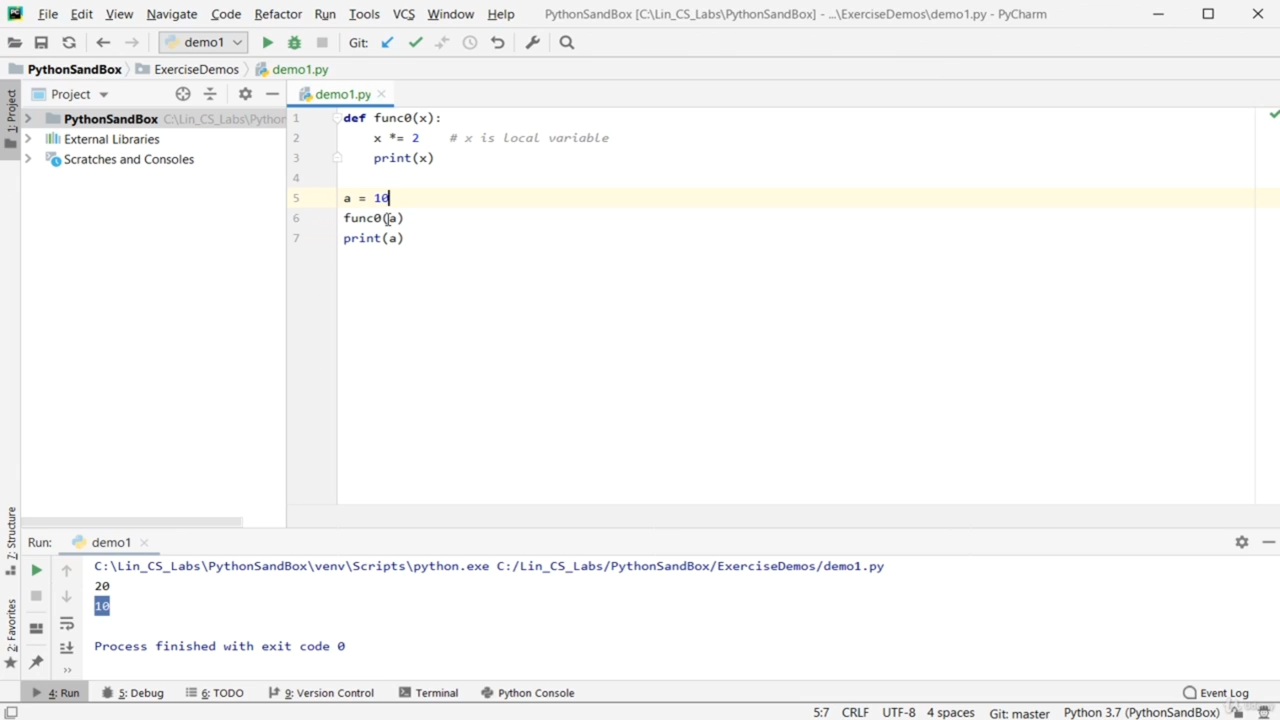 File Edit View Navigate Code Refactor Run Tools VCS Window Help PythonSandBox [C:\Lin_CS_Labs\PythonSandBox] - ...\ExerciseDemos\demo1.py - PyCharm
demo1 Git:
PythonSandBox ExerciseDemos demo1.py
1: Project
Project
demo1.py
PythonSandBox C:\Lin_CS_Labs\Python
External Libraries
Scratches and Consoles
1 def func0(x):
2 x *= 2 # x is local variable
3 print(x)
4
5 a = 10
6 func0(a)
7 print(a)
Z: Structure
2: Favorites
Run: demo1
C:\Lin_CS_Labs\PythonSandBox\venv\Scripts\python.exe C:/Lin_CS_Labs/PythonSandBox/ExerciseDemos/demo1.py
20
10
Process finished with exit code 0
4: Run 5: Debug 6: TODO 9: Version Control Terminal Python Console Event Log
5:7 CRLF UTF-8 4 spaces Git: master Python 3.7 (PythonSandBox)